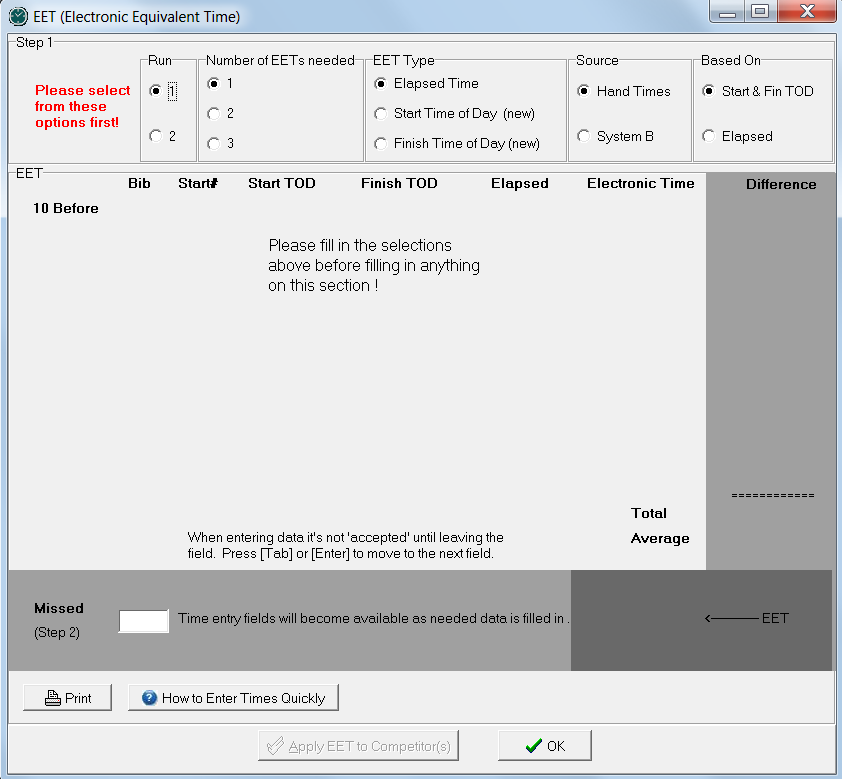 EET (Electronic Equivalent Time)
Step 1
Run
Number of EETs needed
EET Type
Source
Based On
Please select
from these
options first!
1
2
1
2
3
Elapsed Time
Start Time of Day (new)
Finish Time of Day (new)
Hand Times
System B
Start & Fin TOD
Elapsed
EET
Bib Start# Start TOD Finish TOD Elapsed Electronic Time Difference
10 Before
Please fill in the selections
above before filling in anything
on this section !
============
Total
Average
When entering data it's not 'accepted' until leaving the
field. Press [Tab] or [Enter] to move to the next field.
Missed
(Step 2)
Time entry fields will become available as needed data is filled in .
EET
Print
How to Enter Times Quickly
Apply EET to Competitor(s)
OK